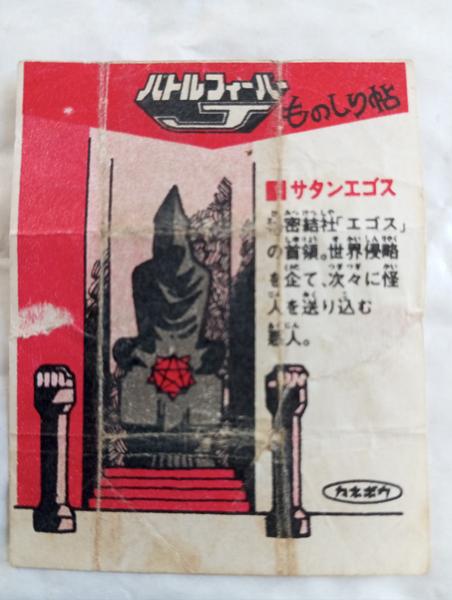 バトルフィーバーJ
ものしり帖
サタンエゴス
秘密結社「エゴス」
の首領。世界侵略
を企て、次々に怪
人を送り込む
悪人。
カネボウ